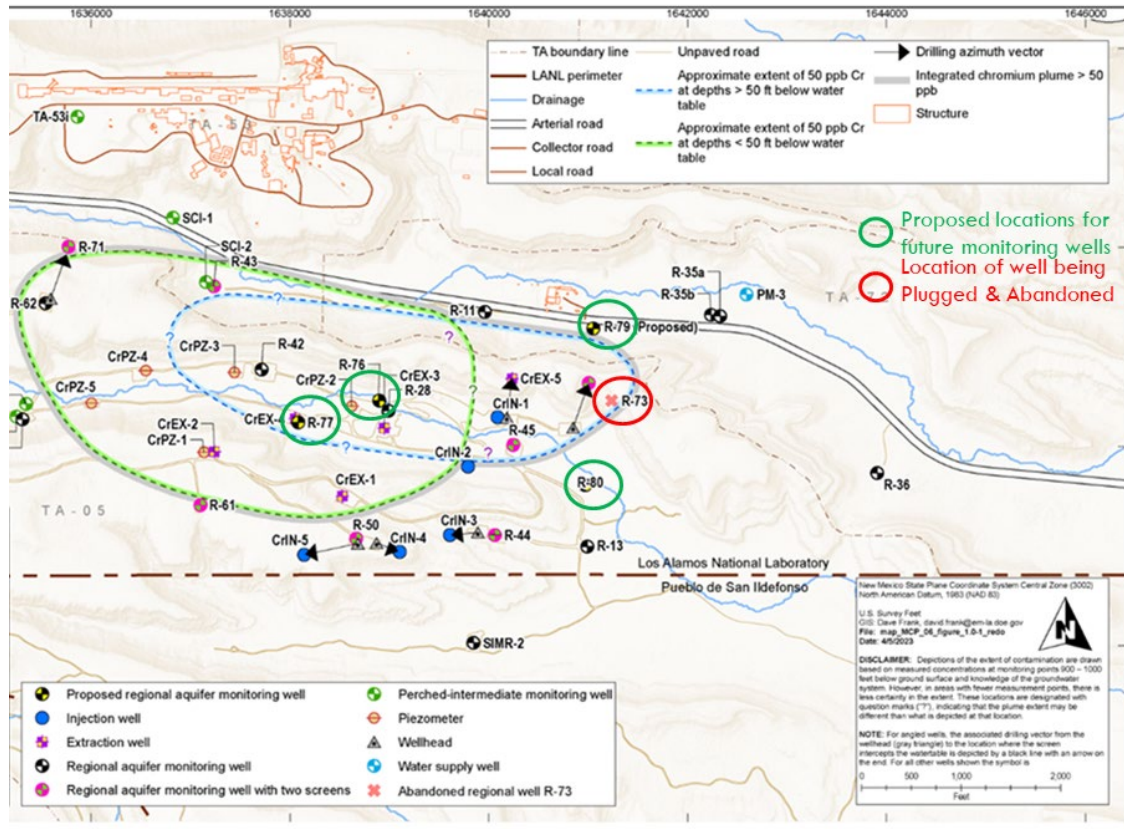 1636000
1638000
1640000
1642000
1644000
1646000
TA boundary line
LANL perimeter
Drainage
Arterial road
Collector road
Local road
Unpaved road
Approximate extent of 50 ppb Cr
at depths > 50 ft below water
table
Approximate extent of 50 ppb Cr
at depths < 50 ft below water
table
Drilling azimuth vector
Integrated chromium plume > 50
ppb
Structure
TA-53i
TA-53
SCI-1
SCI-2
R-43
R-71
R-62
Proposed locations for
future monitoring wells
Location of well being
Plugged & Abandoned
R-35a
R-35b
PM-3
R-11
R-79 (Proposed)
?
?
?
?
?
?
CrPZ-4
CrPZ-3
R-42
R-76
CrPZ-2
CrEX-3
R-28
CrEX-5
CrIN-1
R-73
CrPZ-5
R-77
CrEX-2
CrPZ-1
R-45
CrIN-2
R-80
R-36
CrEX-1
R-61
TA-05
R-50
CrIN-3
R-44
CrIN-5
CrIN-4
R-13
Los Alamos National Laboratory
Pueblo de San Ildefonso
SIMR-2
New Mexico State Plane Coordinate System Central Zone (3002)
North American Datum, 1983 (NAD 83)
U.S. Survey Feet
GIS: Dave Frank, david.frank@em-la.doe.gov
File: map_MCP_06_figure_1.0-1_redo
Date: 4/5/2023
N
DISCLAIMER: Depictions of the extent of contamination are drawn
based on measured concentrations at monitoring points 900 – 1000
feet below ground surface and knowledge of the groundwater
system. However, in areas with fewer measurement points, there is
less certainty in the extent. These locations are designated with
question marks ("?"), indicating that the plume extent may be
different than what is depicted at that location.
NOTE: For angled wells, the associated drilling vector from the
wellhead (gray triangle) to the location where the screen
intercepts the watertable is depicted by a black line with an arrow on
the end. For all other wells shown the symbol is
0 500 1,000 2,000
Feet
Proposed regional aquifer monitoring well
Injection well
Extraction well
Regional aquifer monitoring well
Regional aquifer monitoring well with two screens
Perched-intermediate monitoring well
Piezometer
Wellhead
Water supply well
Abandoned regional well R-73